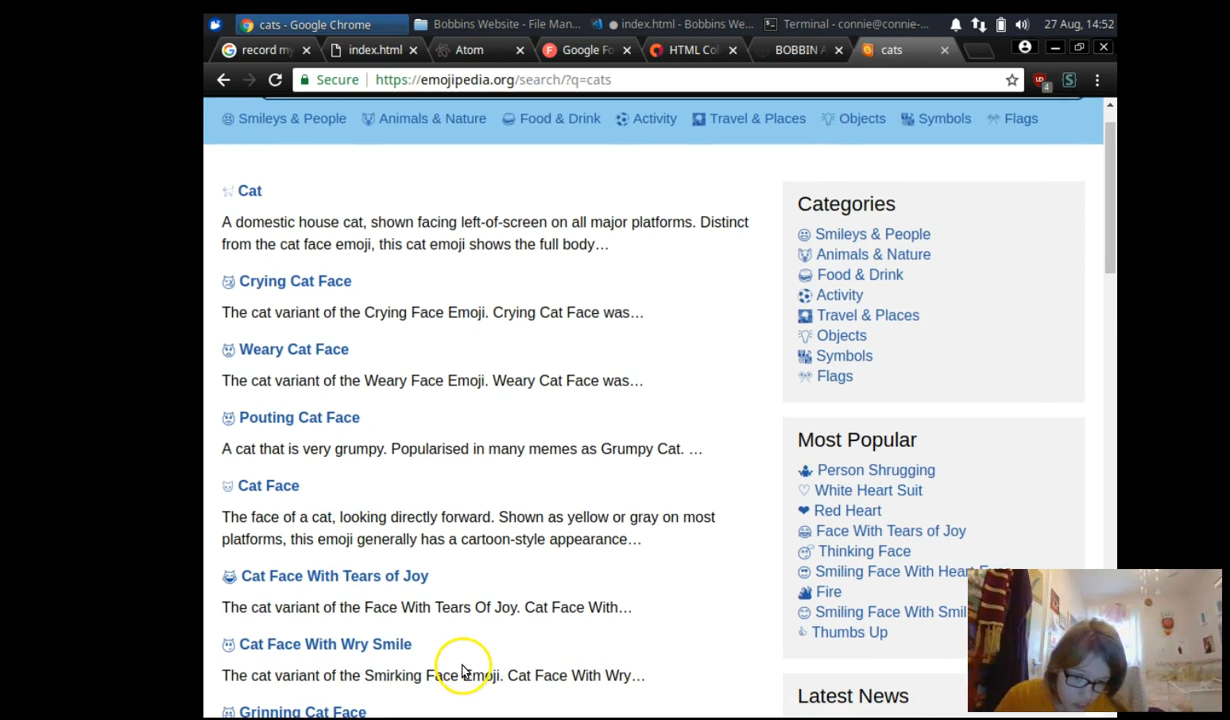 cats - Google Chrome
Bobbins Website - File Man...
index.html - Bobbins We...
Terminal - connie@connie-...
27 Aug, 14:52
record my
index.html
Atom
Google Fo
HTML Col
BOBBIN A
cats
Secure
https://emojipedia.org/search/?q=cats
4
Smileys & People
Animals & Nature
Food & Drink
Activity
Travel & Places
Objects
Symbols
Flags
Cat
A domestic house cat, shown facing left-of-screen on all major platforms. Distinct
from the cat face emoji, this cat emoji shows the full body…
Crying Cat Face
The cat variant of the Crying Face Emoji. Crying Cat Face was…
Weary Cat Face
The cat variant of the Weary Face Emoji. Weary Cat Face was…
Pouting Cat Face
A cat that is very grumpy. Popularised in many memes as Grumpy Cat. …
Cat Face
The face of a cat, looking directly forward. Shown as yellow or gray on most
platforms, this emoji generally has a cartoon-style appearance…
Cat Face With Tears of Joy
The cat variant of the Face With Tears Of Joy. Cat Face With…
Cat Face With Wry Smile
The cat variant of the Smirking Face Emoji. Cat Face With Wry…
Grinning Cat Face
Categories
Smileys & People
Animals & Nature
Food & Drink
Activity
Travel & Places
Objects
Symbols
Flags
Most Popular
Person Shrugging
White Heart Suit
Red Heart
Face With Tears of Joy
Thinking Face
Smiling Face With Heart
Fire
Smiling Face With Smil
Thumbs Up
Latest News